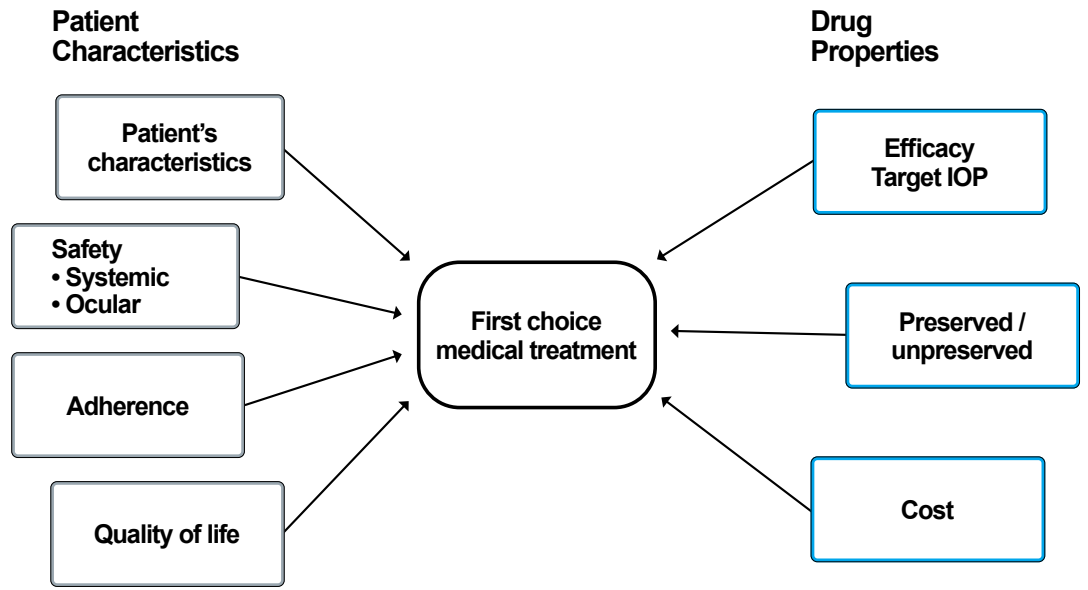 Patient
Characteristics
Patient's
characteristics
Safety
• Systemic
• Ocular
Adherence
Quality of life
First choice
medical treatment
Drug
Properties
Efficacy
Target IOP
Preserved /
unpreserved
Cost